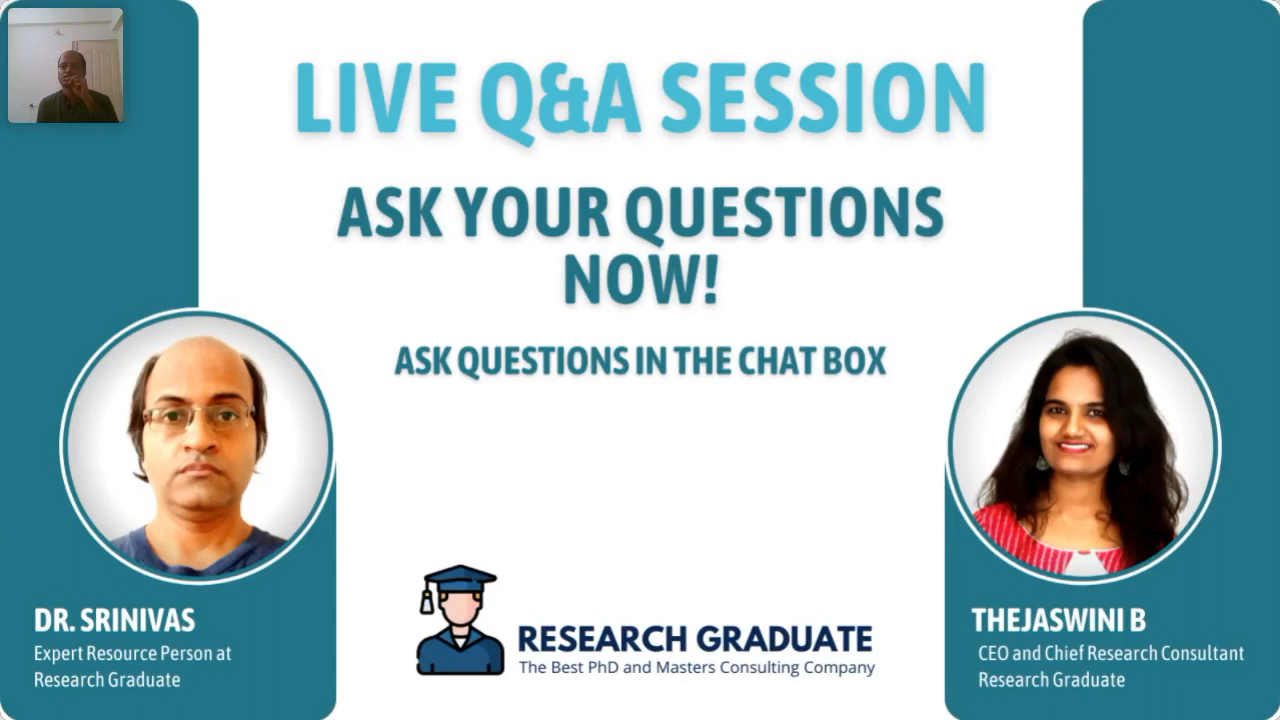 LIVE Q&A SESSION
ASK YOUR QUESTIONS
NOW!
ASK QUESTIONS IN THE CHAT BOX
DR. SRINIVAS
Expert Resource Person at
Research Graduate
RESEARCH GRADUATE
The Best PhD and Masters Consulting Company
THEJASWINI B
CEO and Chief Research Consultant
Research Graduate